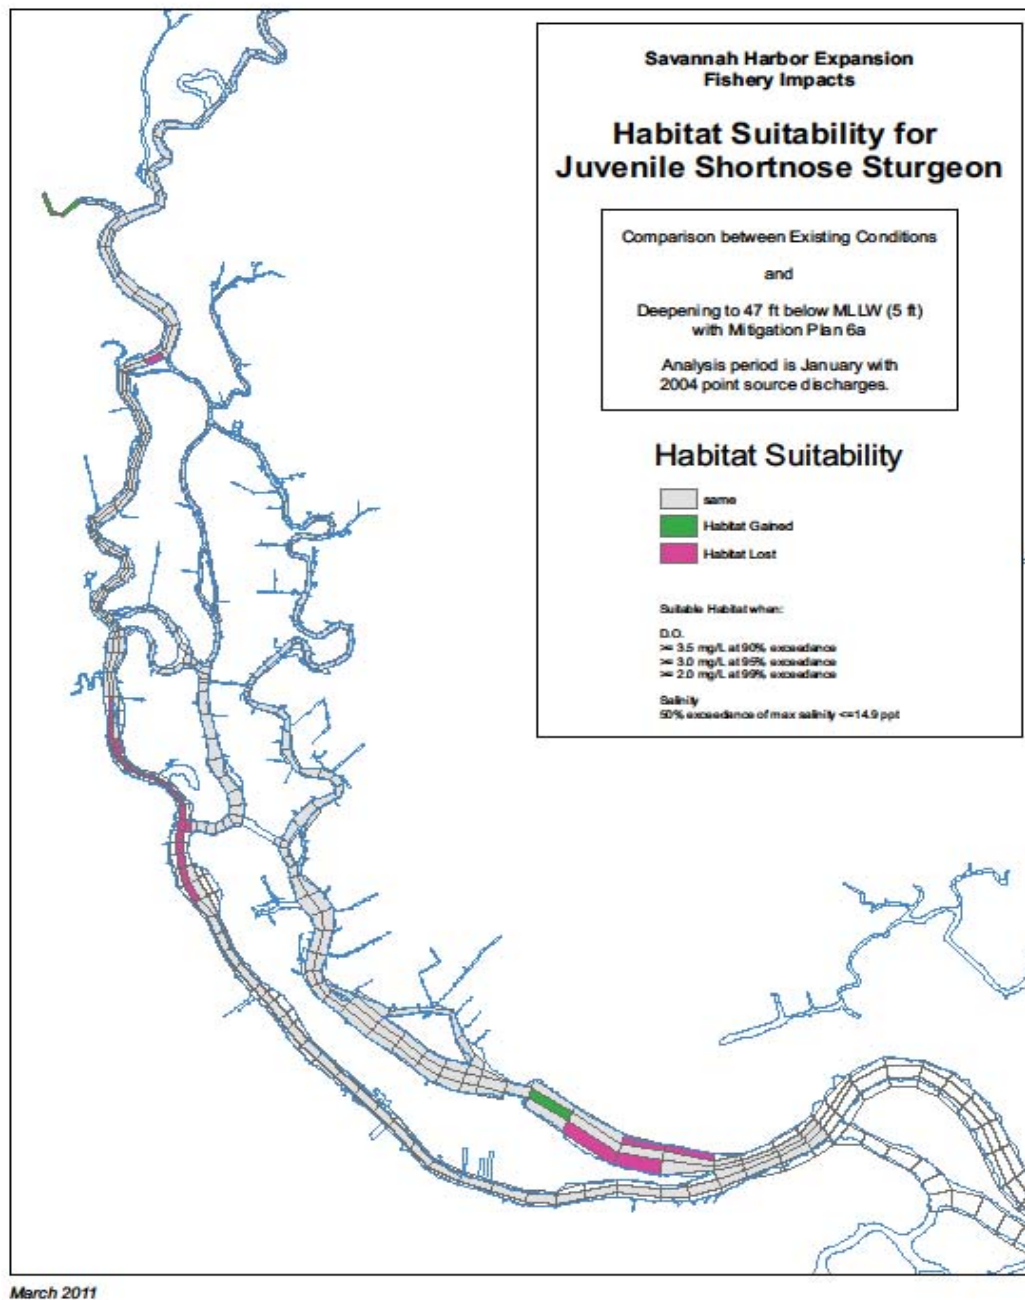 Savannah Harbor Expansion
Fishery Impacts
Habitat Suitability for
Juvenile Shortnose Sturgeon
Comparison between Existing Conditions
and
Deepening to 47 ft below MLLW (5 ft)
with Mitigation Plan 6a
Analysis period is January with
2004 point source discharges.
Habitat Suitability
same
Habitat Gained
Habitat Lost
Suitable Habitat when:
D.O.
>= 3.5 mg/L at 90% exceedance
>= 3.0 mg/L at 95% exceedance
>= 2.0 mg/L at 99% exceedance
Salinity
50% exceedance of max salinity <=14.9 ppt
March 2011